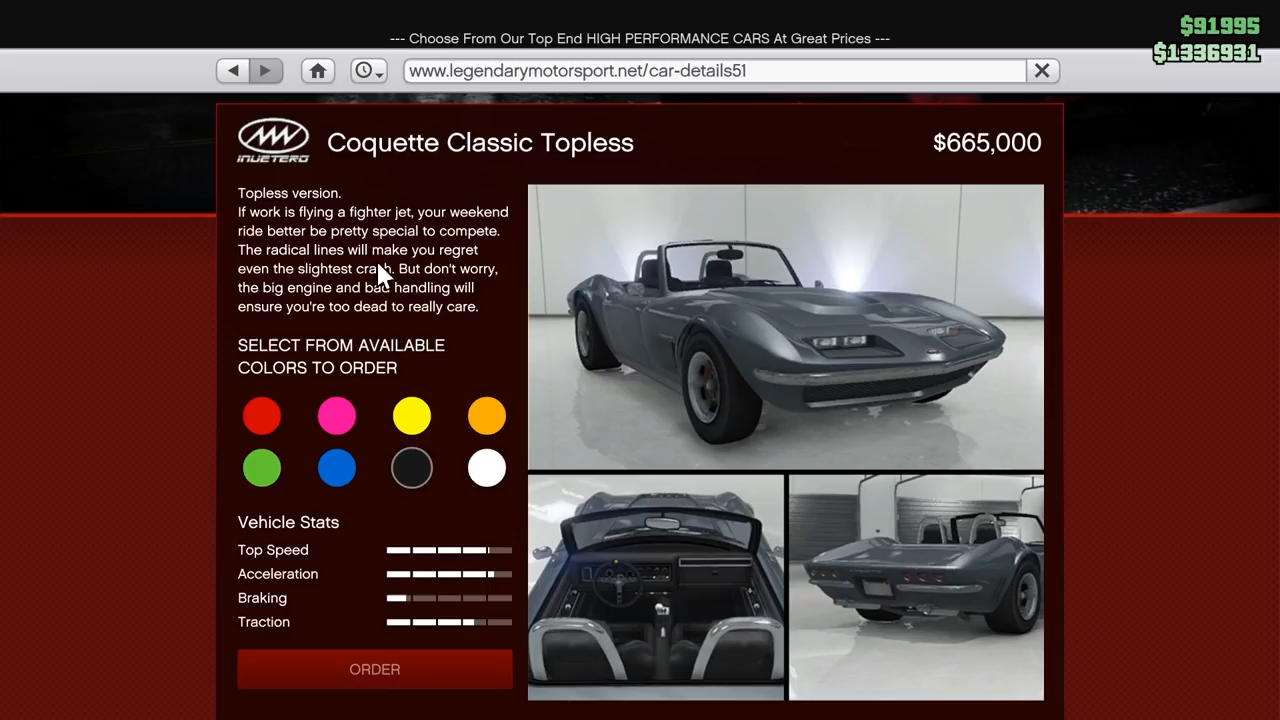 --- Choose From Our Top End HIGH PERFORMANCE CARS At Great Prices ---
$91995
$1336931
www.legendarymotorsport.net/car-details51
INVETERO
Coquette Classic Topless
$665,000
Topless version.
If work is flying a fighter jet, your weekend
ride better be pretty special to compete.
The radical lines will make you regret
even the slightest crash. But don't worry,
the big engine and bad handling will
ensure you're too dead to really care.
SELECT FROM AVAILABLE
COLORS TO ORDER
Vehicle Stats
Top Speed
Acceleration
Braking
Traction
ORDER